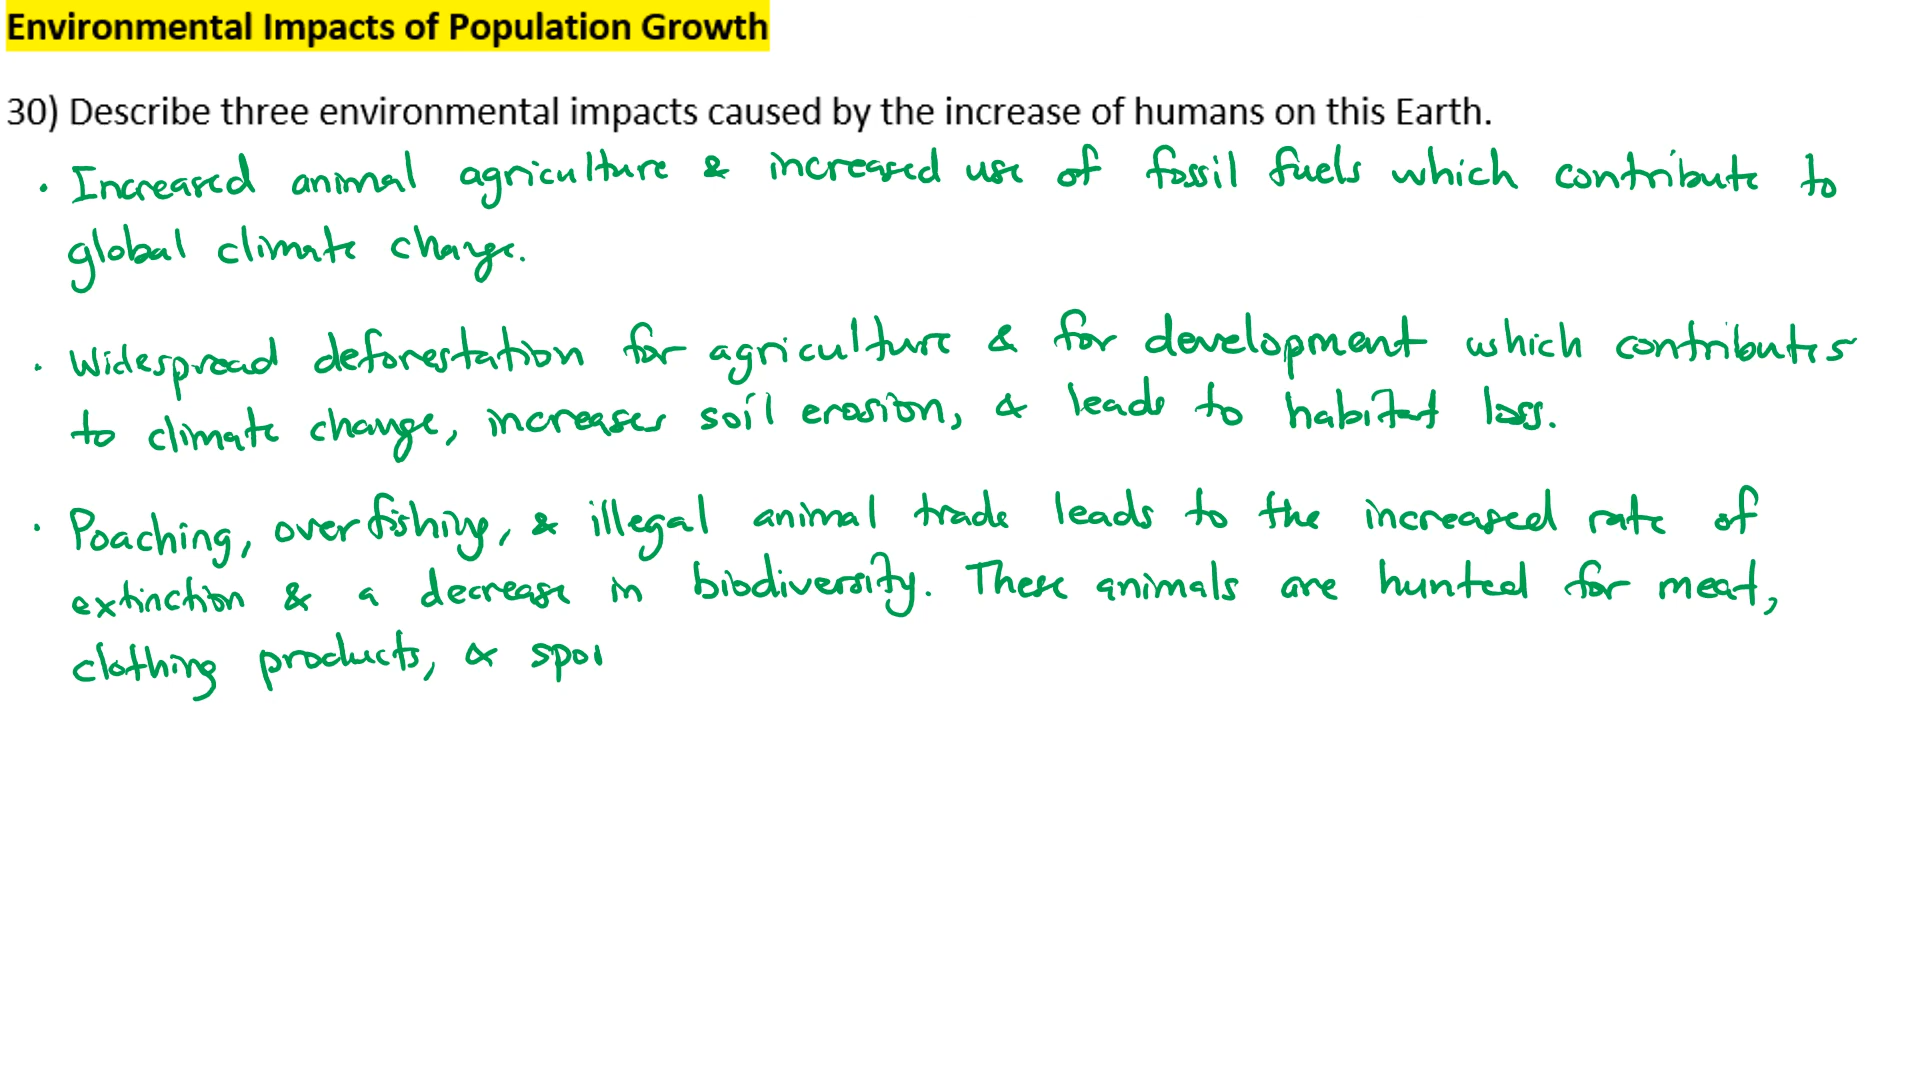 Environmental Impacts of Population Growth
30) Describe three environmental impacts caused by the increase of humans on this Earth.
• Increased animal agriculture & increased use of fossil fuels which contribute to
global climate change.
• Widespread deforestation for agriculture & for development which contributes
to climate change, increases soil erosion, & leads to habitat loss.
• Poaching, overfishing, & illegal animal trade leads to the increased rate of
extinction & a decrease in biodiversity. These animals are hunted for meat,
clothing products, &